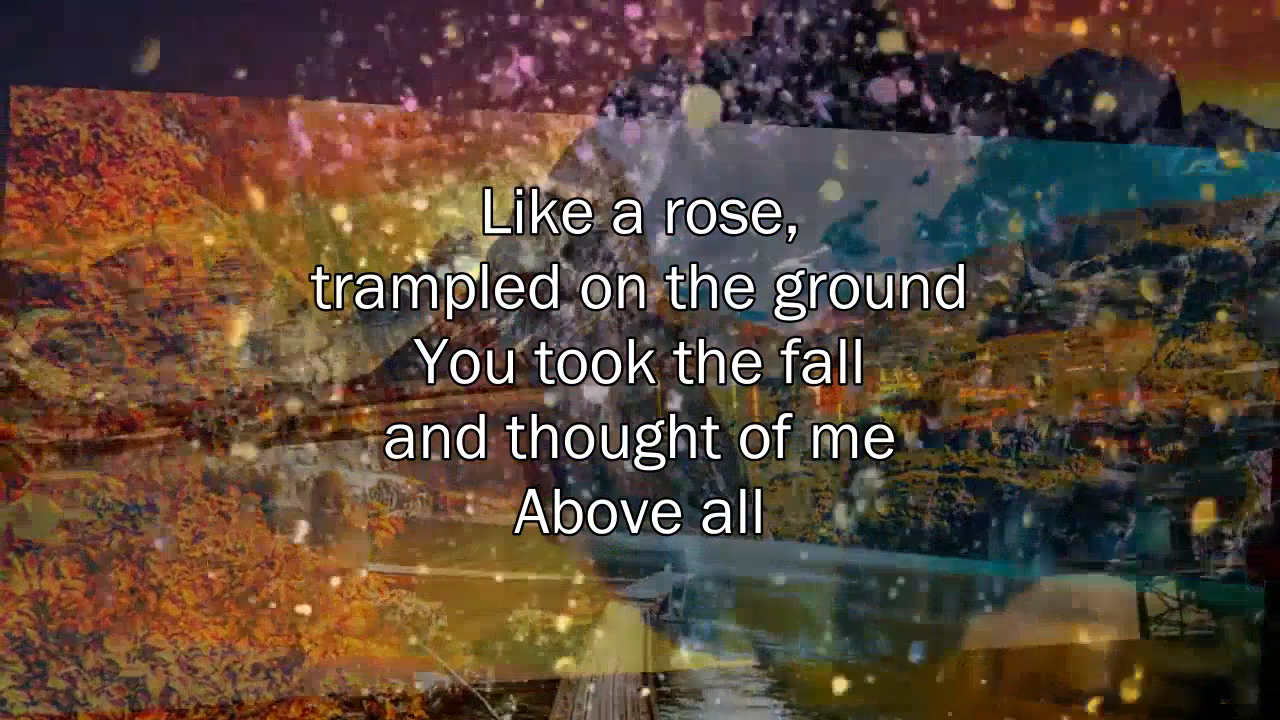 Like a rose,
trampled on the ground
You took the fall
and thought of me
Above all